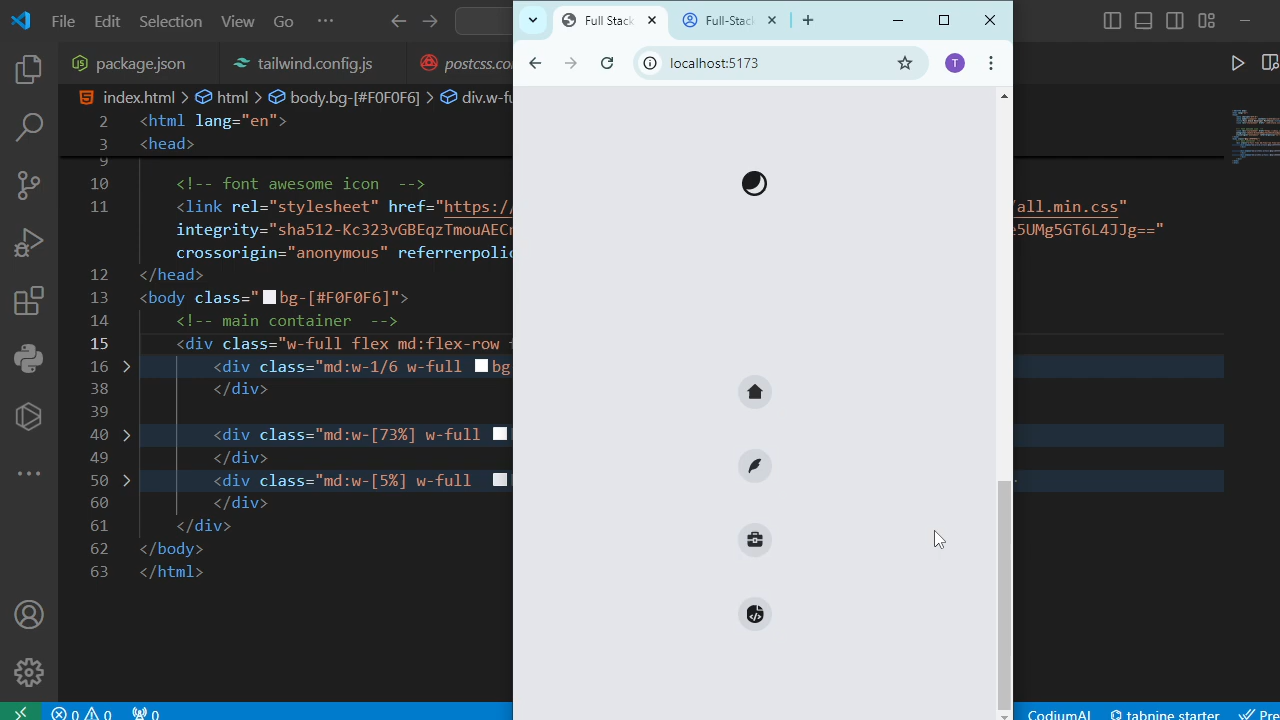 File Edit Selection View Go ···
package.json tailwind.config.js postcss.co
index.html > html > body.bg-[#F0F0F6] > div.w-fu
2 <html lang="en">
3 <head>
9
10 <!-- font awesome icon -->
11 <link rel="stylesheet" href="https:/
integrity="sha512-Kc323vGBEqzTmouAEC
crossorigin="anonymous" referrerpolic
12 </head>
13 <body class="bg-[#F0F0F6]">
14 <!-- main container -->
15 <div class="w-full flex md:flex-row
16 <div class="md:w-1/6 w-full bg
38 </div>
39
40 <div class="md:w-[73%] w-full
49 </div>
50 <div class="md:w-[5%] w-full
60 </div>
61 </div>
62 </body>
63 </html>
0 0 0
Full Stack Full-Stac
localhost:5173 T
/all.min.css"
5UMg5GT6L4JJg=="
CodiumAI tabnine starter Pre